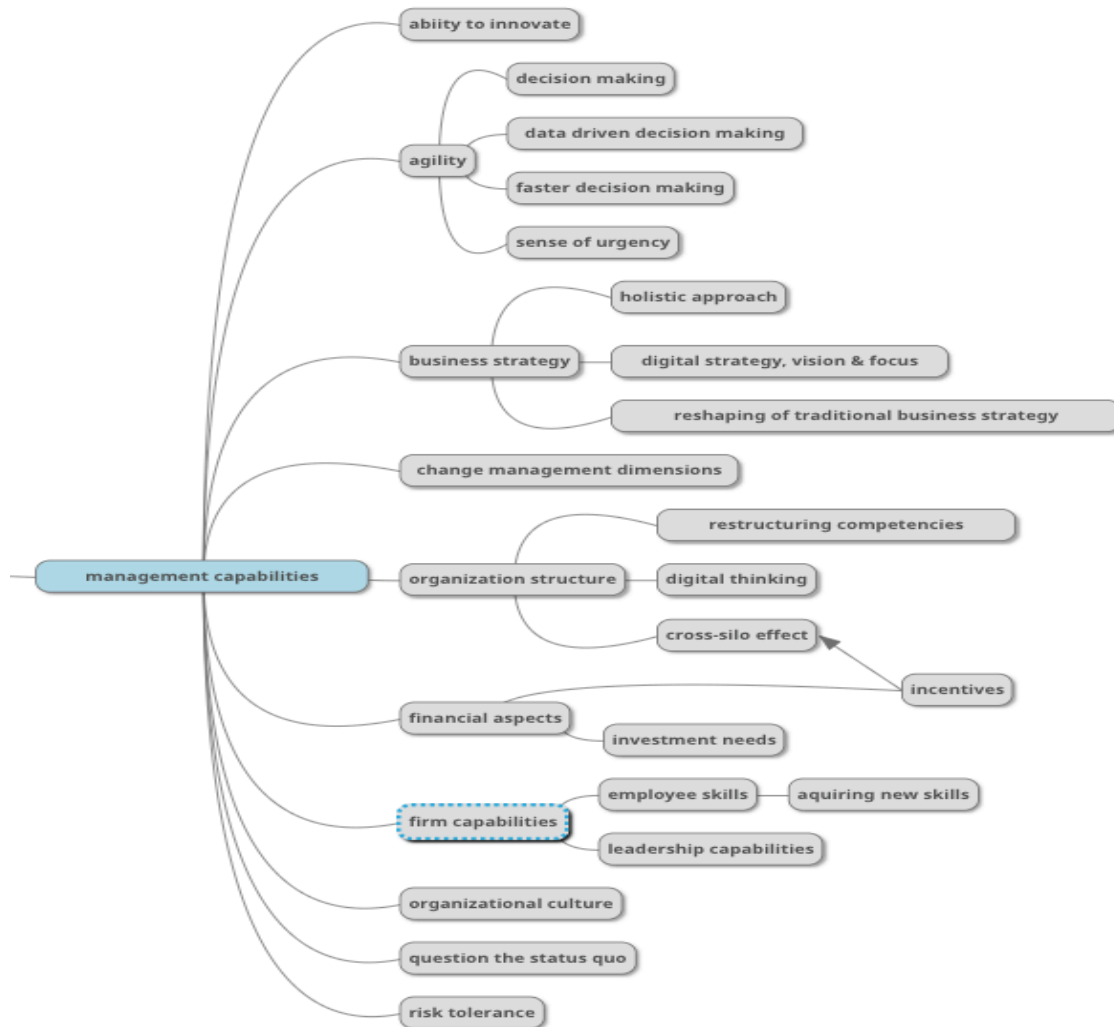 abiity to innovate
decision making
data driven decision making
agility
faster decision making
sense of urgency
holistic approach
business strategy
digital strategy, vision & focus
reshaping of traditional business strategy
change management dimensions
restructuring competencies
management capabilities
organization structure
digital thinking
cross-silo effect
incentives
financial aspects
investment needs
employee skills
aquiring new skills
firm capabilities
leadership capabilities
organizational culture
question the status quo
risk tolerance